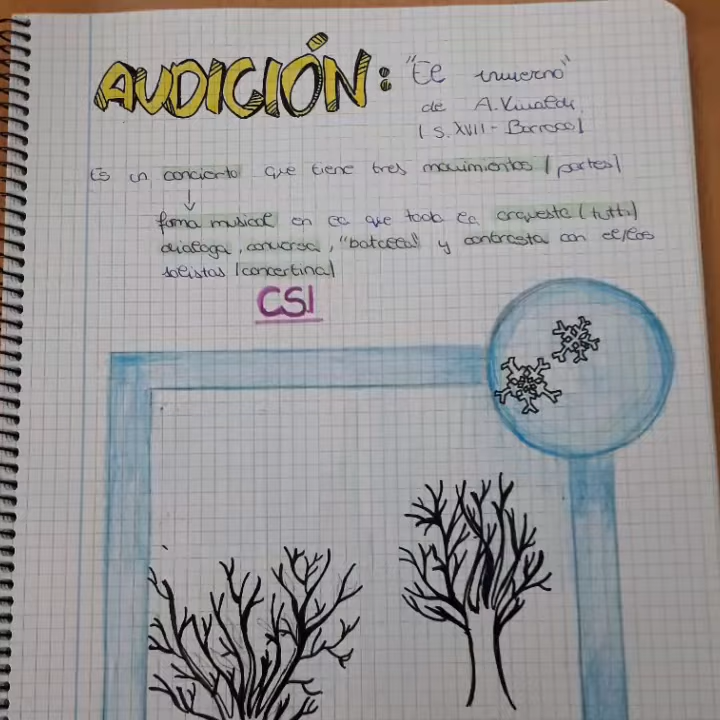 AUDICIÓN: "El invierno"
de A. Vivaldi
(S. XVII - Barroco)
Es un concierto que tiene tres movimientos (partes)
forma musical en la que toda la orquesta (tutti)
dialoga, conversa, "batalla" y contrasta con el/los
solistas (concertina)
CSI